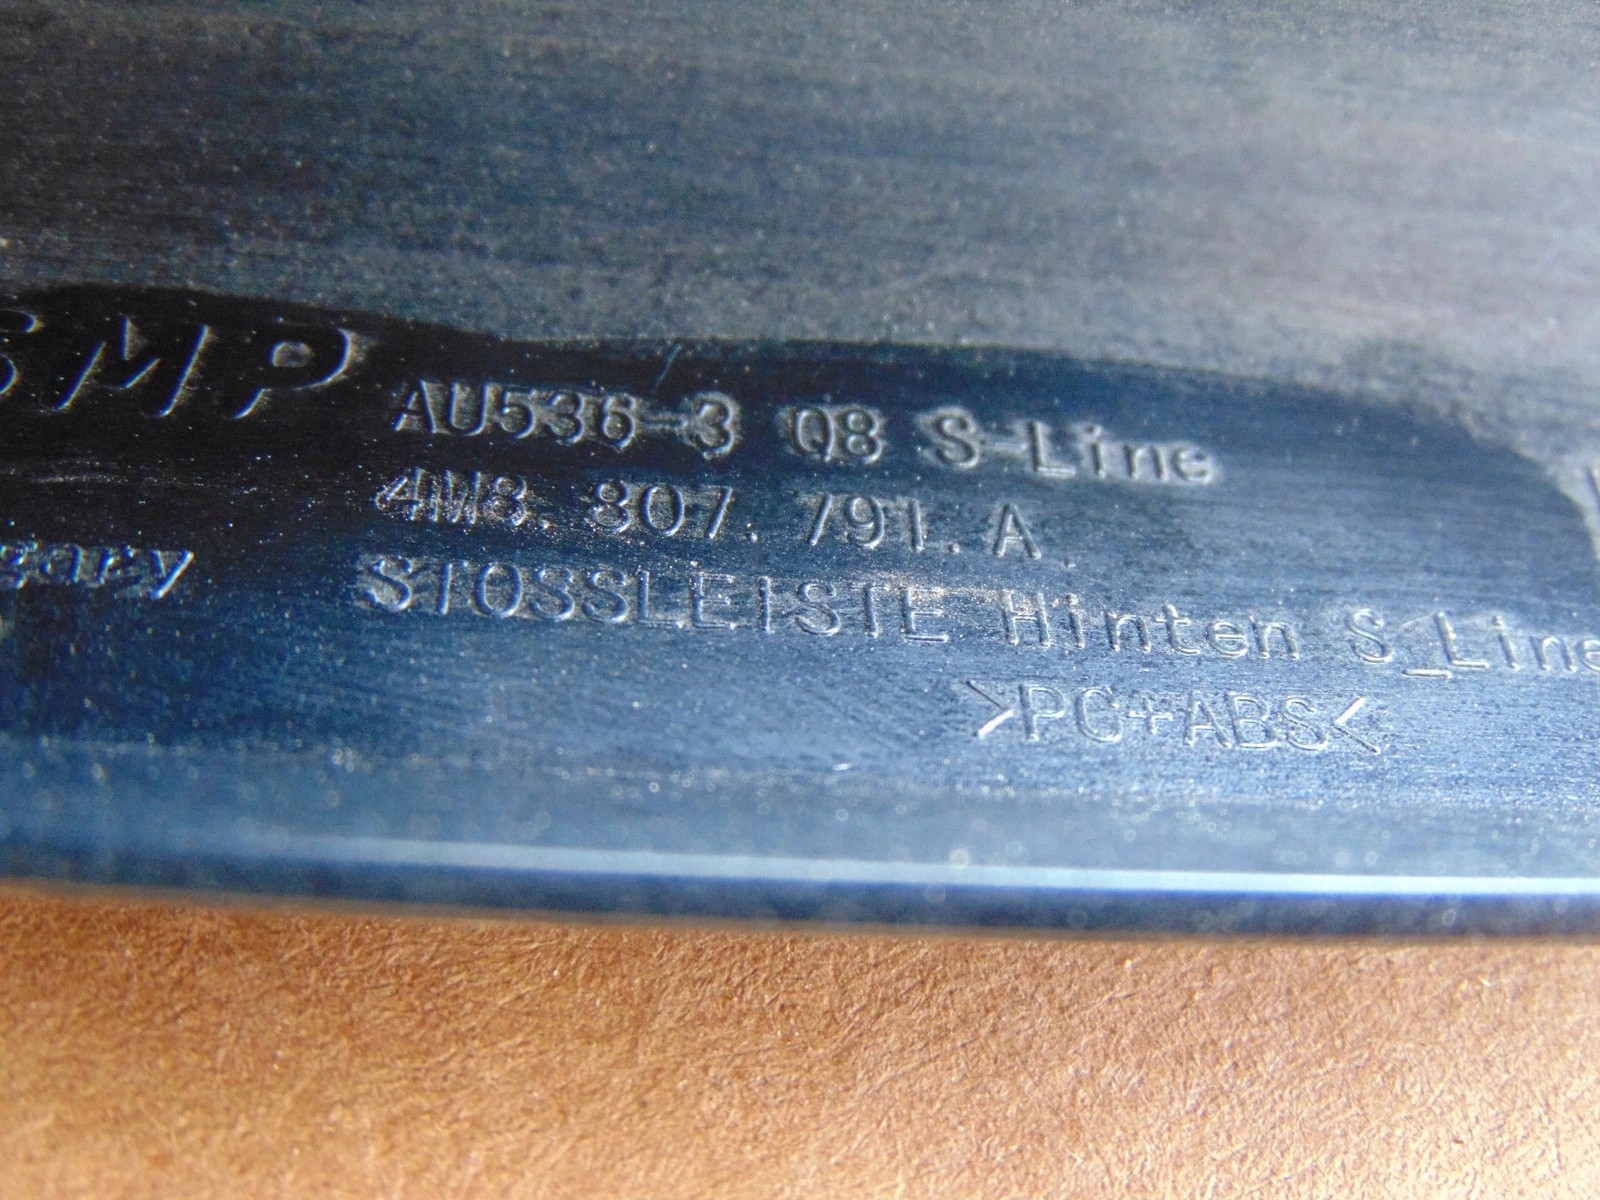 SMP
AU536-3 Q8 S-Line
4M8. 807. 791. A
gary
STOSSLEISTE Hinten S_Line
>PC+ABS<